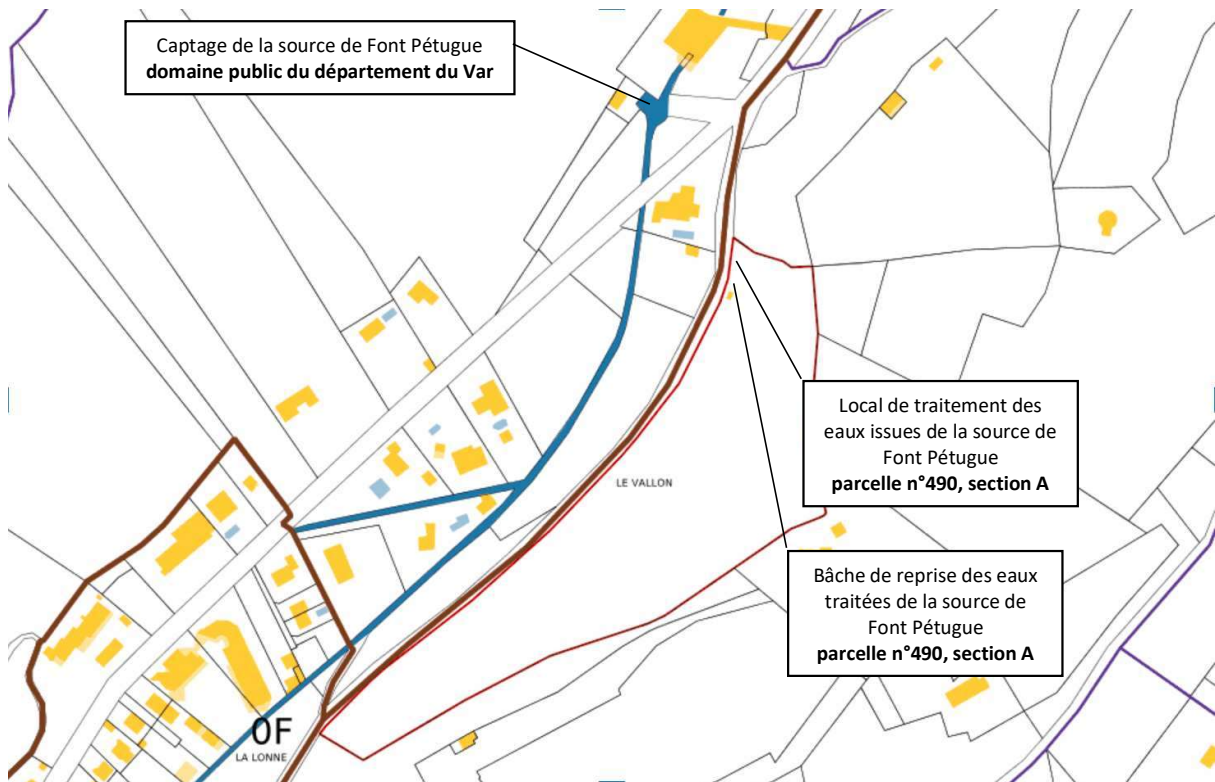 Captage de la source de Font Pétugue
domaine public du département du Var
Local de traitement des
eaux issues de la source de
Font Pétugue
parcelle n°490, section A
LE VALLON
Bâche de reprise des eaux
traitées de la source de
Font Pétugue
parcelle n°490, section A
0F
LA LONNE